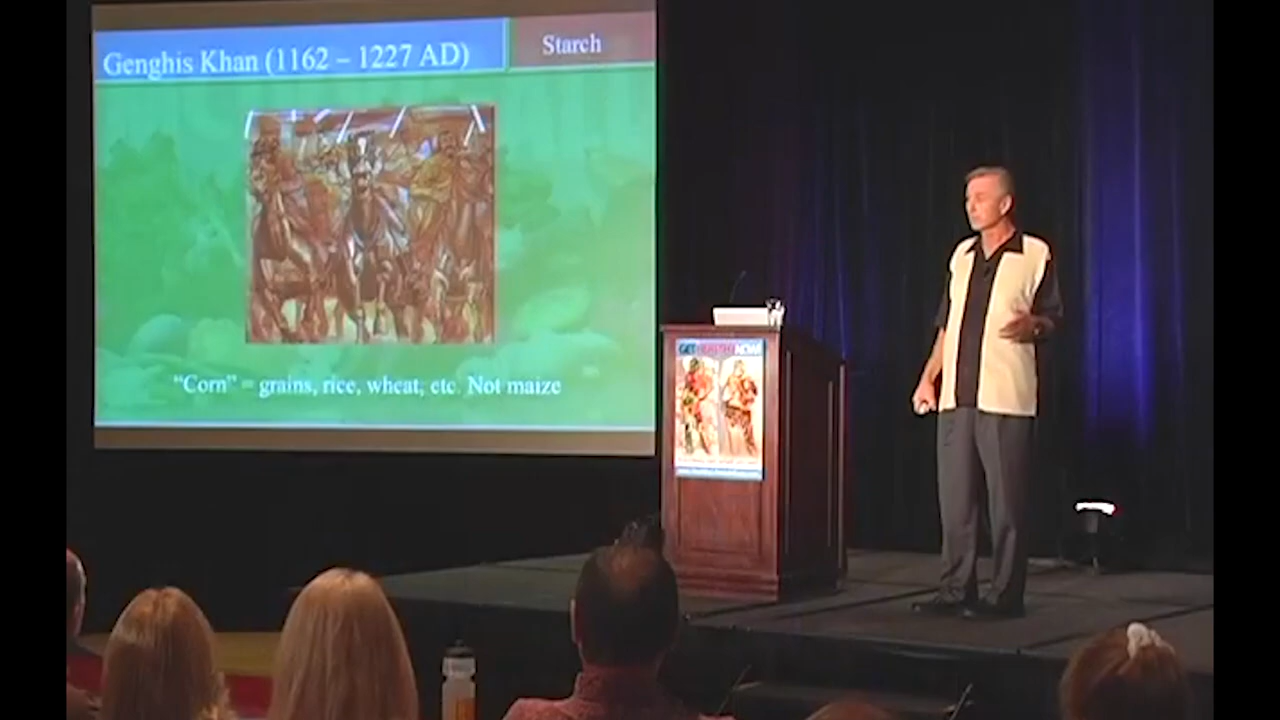 Genghis Khan (1162 – 1227 AD)
Starch
“Corn” = grains, rice, wheat, etc. Not maize
GET HEALTHY NOW!